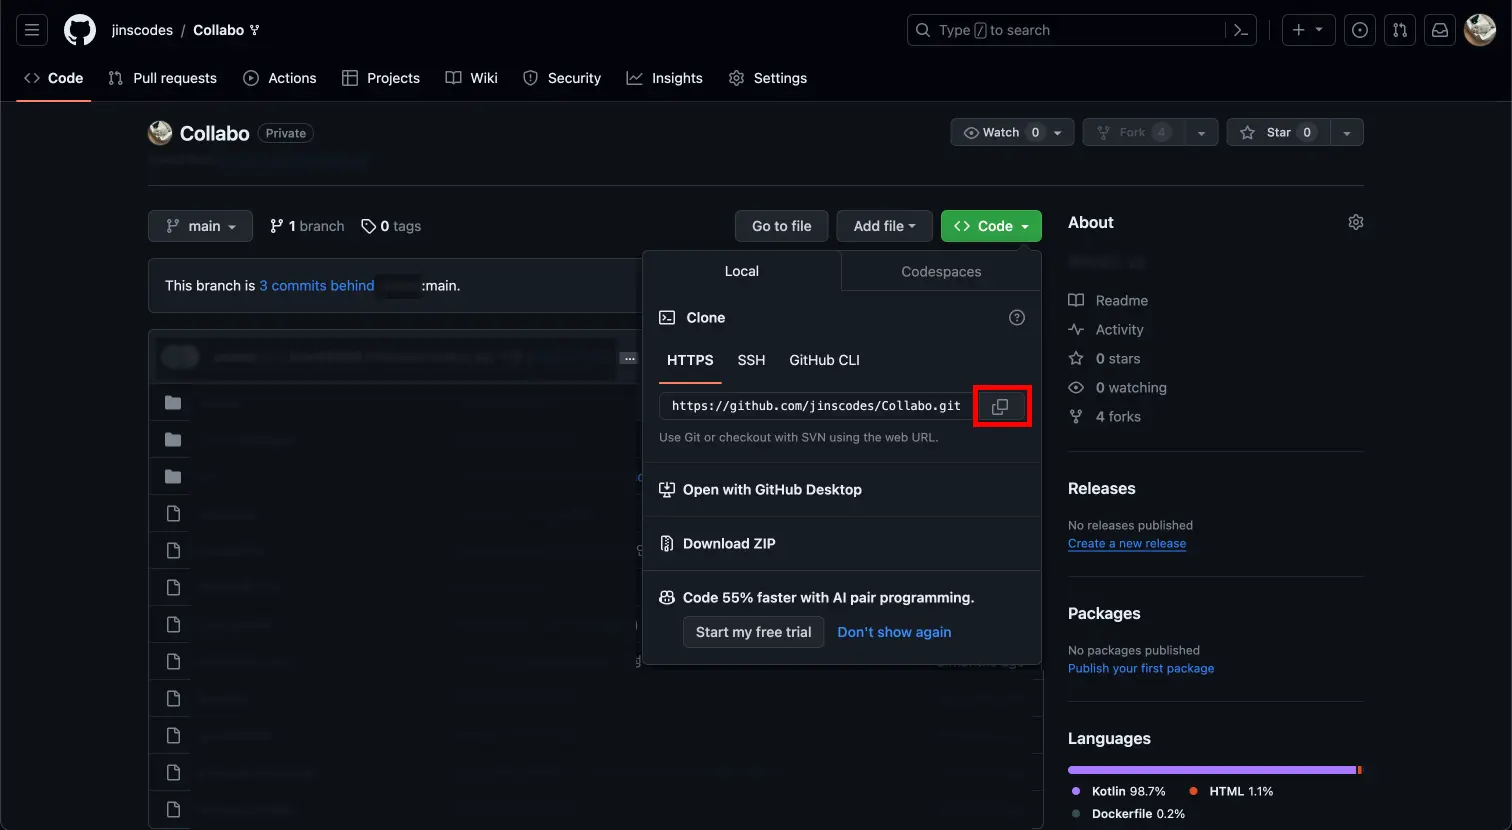 jinscodes / Collabo
Type / to search
Code Pull requests Actions Projects Wiki Security Insights Settings
Collabo Private
Watch 0 Fork 4 Star 0
main 1 branch 0 tags Go to file Add file Code
This branch is 3 commits behind :main.
...
Local Codespaces
Clone
HTTPS SSH GitHub CLI
https://github.com/jinscodes/Collabo.git
Use Git or checkout with SVN using the web URL.
Open with GitHub Desktop
Download ZIP
Code 55% faster with AI pair programming.
Start my free trial Don't show again
About
Readme
Activity
0 stars
0 watching
4 forks
Releases
No releases published
Create a new release
Packages
No packages published
Publish your first package
Languages
Kotlin 98.7% HTML 1.1%
Dockerfile 0.2%